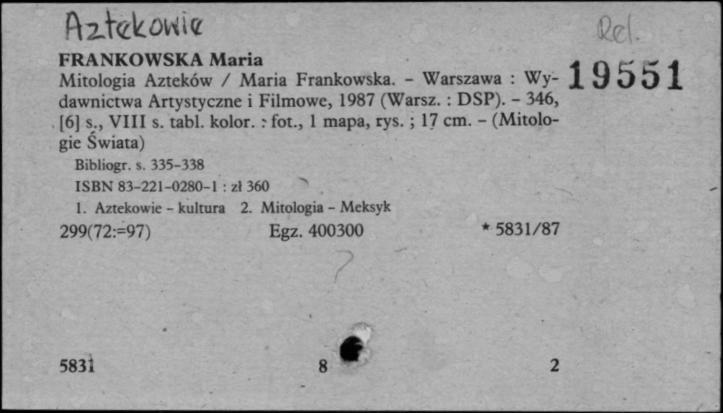 Aztekowie
Rel.
FRANKOWSKA Maria
19551
Mitologia Azteków / Maria Frankowska. – Warszawa : Wy-
dawnictwa Artystyczne i Filmowe, 1987 (Warsz. : DSP). – 346,
[6] s., VIII s. tabl. kolor. : fot., 1 mapa, rys. ; 17 cm. – (Mitolo-
gie Świata)
Bibliogr. s. 335-338
ISBN 83-221-0280-1 : zł 360
1. Aztekowie – kultura 2. Mitologia – Meksyk
299(72:=97) Egz. 400300 * 5831/87
?
5831 8 2